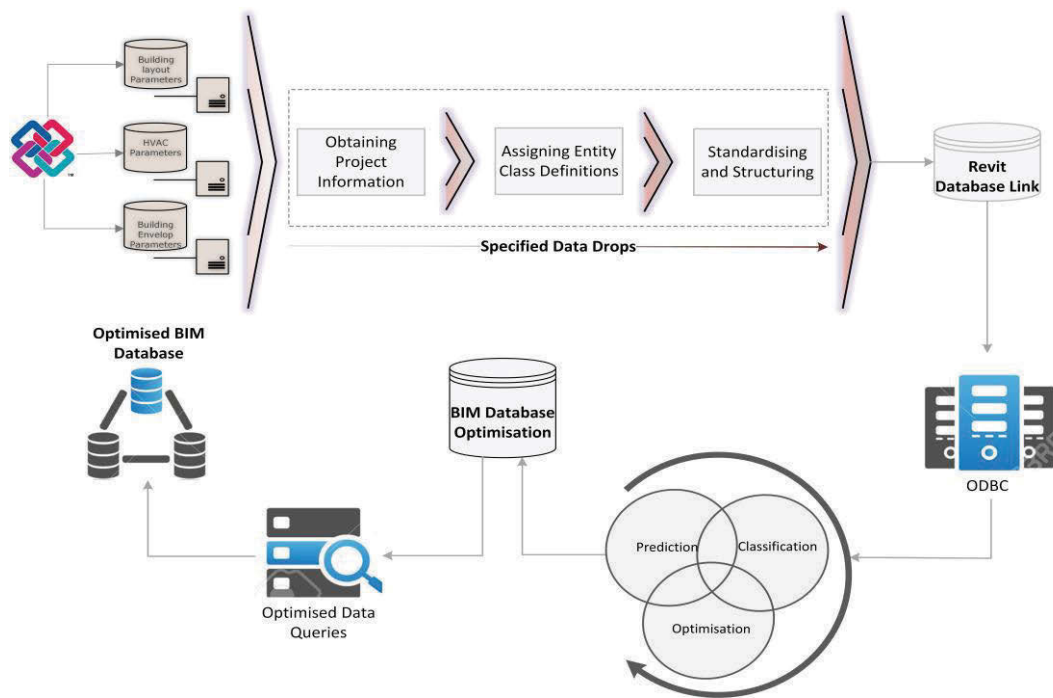 Building
layout
Parameters
HVAC
Parameters
Building
Envelop
Parameters
TM
Obtaining
Project
Information
Assigning Entity
Class Definitions
Standardising
and Structuring
Specified Data Drops
Revit
Database Link
ODBC
Prediction
Classification
Optimisation
BIM Database
Optimisation
Optimised Data
Queries
Optimised BIM
Database